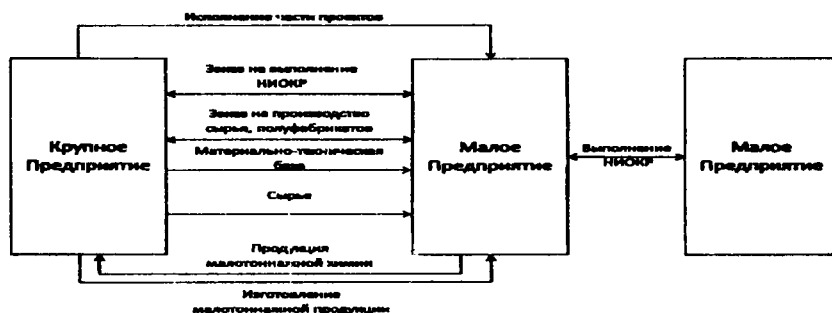 Исполнение части проектов
Заказ на выполнение
НИОКР
Заказ на производство
сырья, полуфабрикатов
Крупное
Предприятие
Материально-техническая
база
Сырье
Малое
Предприятие
Выполнение
НИОКР
Малое
Предприятие
Продукция
малотоннажной химии
Изготовление
малотоннажной продукции